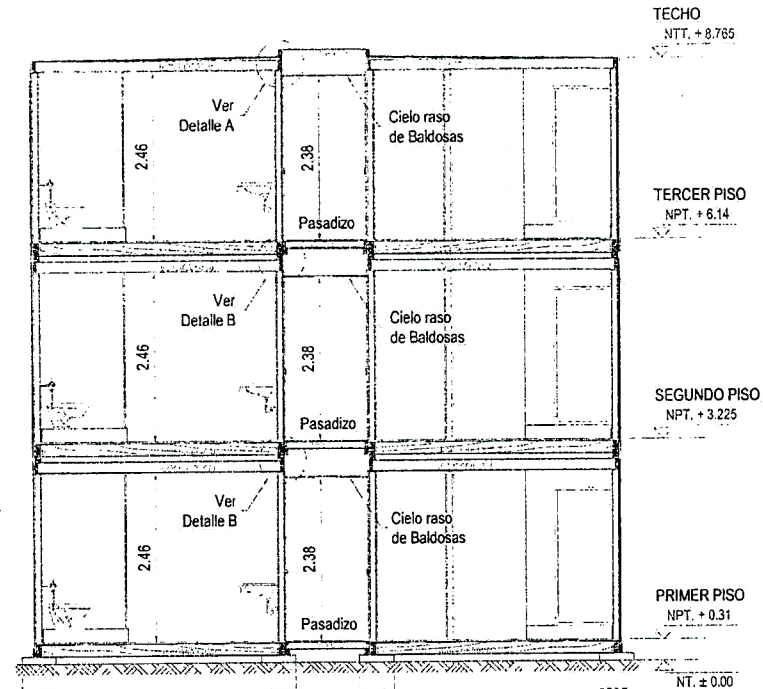 TECHO
NTT. + 8.765
Ver
Detalle A
2.46
2.38
Cielo raso
de Baldosas
Pasadizo
TERCER PISO
NPT. + 6.14
Ver
Detalle B
2.46
2.38
Cielo raso
de Baldosas
Pasadizo
SEGUNDO PISO
NPT. + 3.225
Ver
Detalle B
2.46
2.38
Cielo raso
de Baldosas
Pasadizo
PRIMER PISO
NPT. + 0.31
NT. ± 0.00